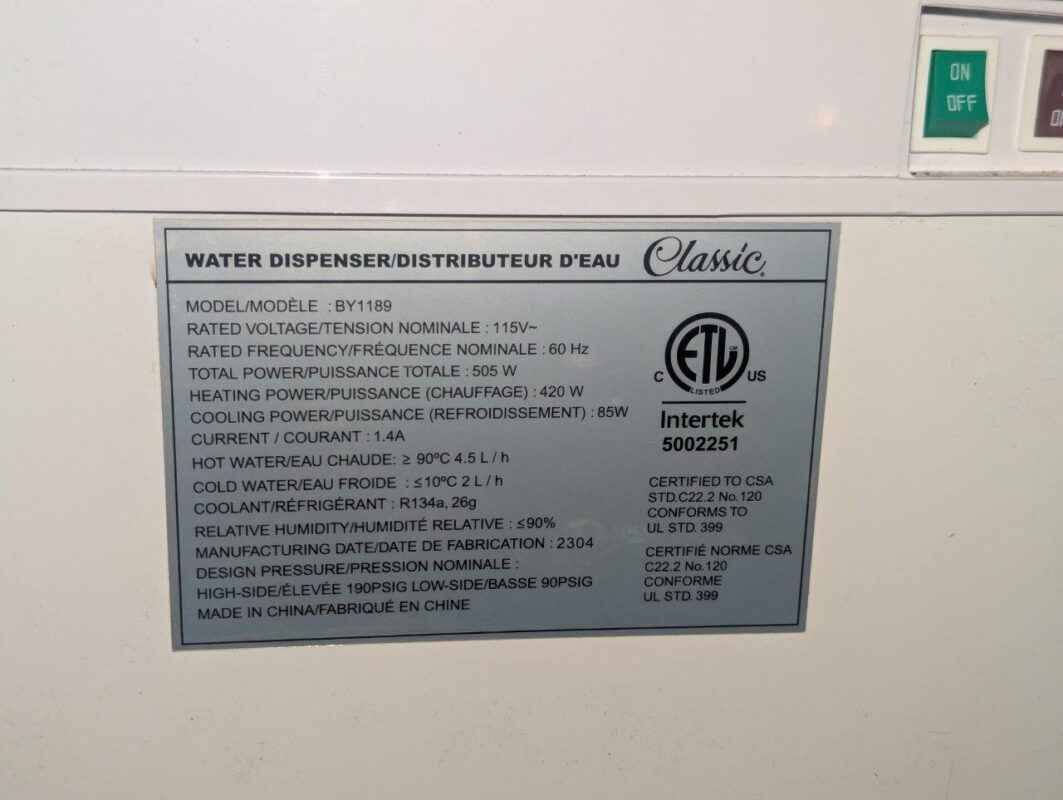 ON
OFF
WATER DISPENSER/DISTRIBUTEUR D'EAU Classic®
MODEL/MODÈLE : BY1189
RATED VOLTAGE/TENSION NOMINALE : 115V~
RATED FREQUENCY/FRÉQUENCE NOMINALE : 60 Hz
TOTAL POWER/PUISSANCE TOTALE : 505 W
HEATING POWER/PUISSANCE (CHAUFFAGE) : 420 W
COOLING POWER/PUISSANCE (REFROIDISSEMENT) : 85W
CURRENT / COURANT : 1.4A
HOT WATER/EAU CHAUDE: ≥ 90ºC 4.5 L / h
COLD WATER/EAU FROIDE : ≤10ºC 2 L / h
COOLANT/RÉFRIGÉRANT : R134a, 26g
RELATIVE HUMIDITY/HUMIDITÉ RELATIVE : ≤90%
MANUFACTURING DATE/DATE DE FABRICATION : 2304
DESIGN PRESSURE/PRESSION NOMINALE :
HIGH-SIDE/ÉLEVÉE 190PSIG LOW-SIDE/BASSE 90PSIG
MADE IN CHINA/FABRIQUÉ EN CHINE
ETL
C US
LISTED
Intertek
5002251
CERTIFIED TO CSA
STD.C22.2 No.120
CONFORMS TO
UL STD. 399
CERTIFIÉ NORME CSA
C22.2 No.120
CONFORME
UL STD. 399